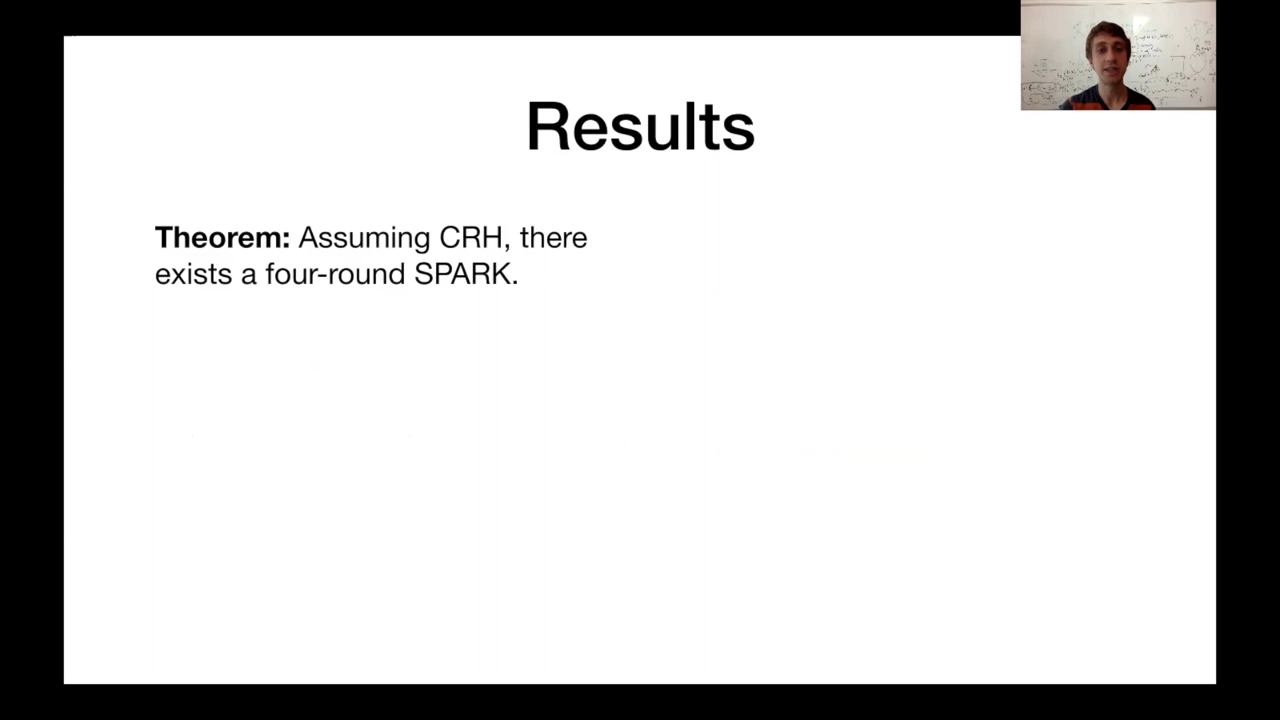 Results
Theorem: Assuming CRH, there
exists a four-round SPARK.